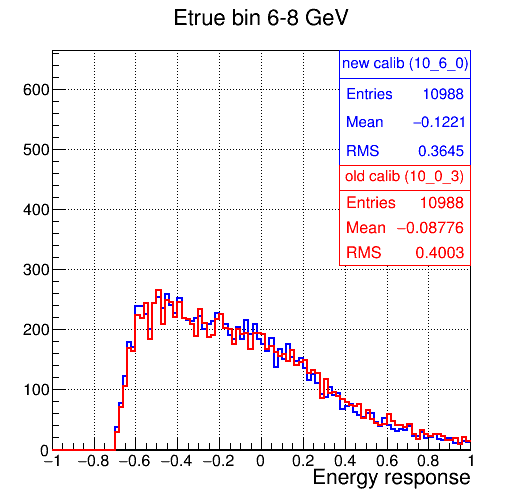 Etrue bin 6-8 GeV
new calib (10_6_0)
Entries 10988
Mean −0.1221
RMS 0.3645
old calib (10_0_3)
Entries 10988
Mean −0.08776
RMS 0.4003
600
500
400
300
200
100
0
−1 −0.8 −0.6 −0.4 −0.2 0 0.2 0.4 0.6 0.8 1
Energy response